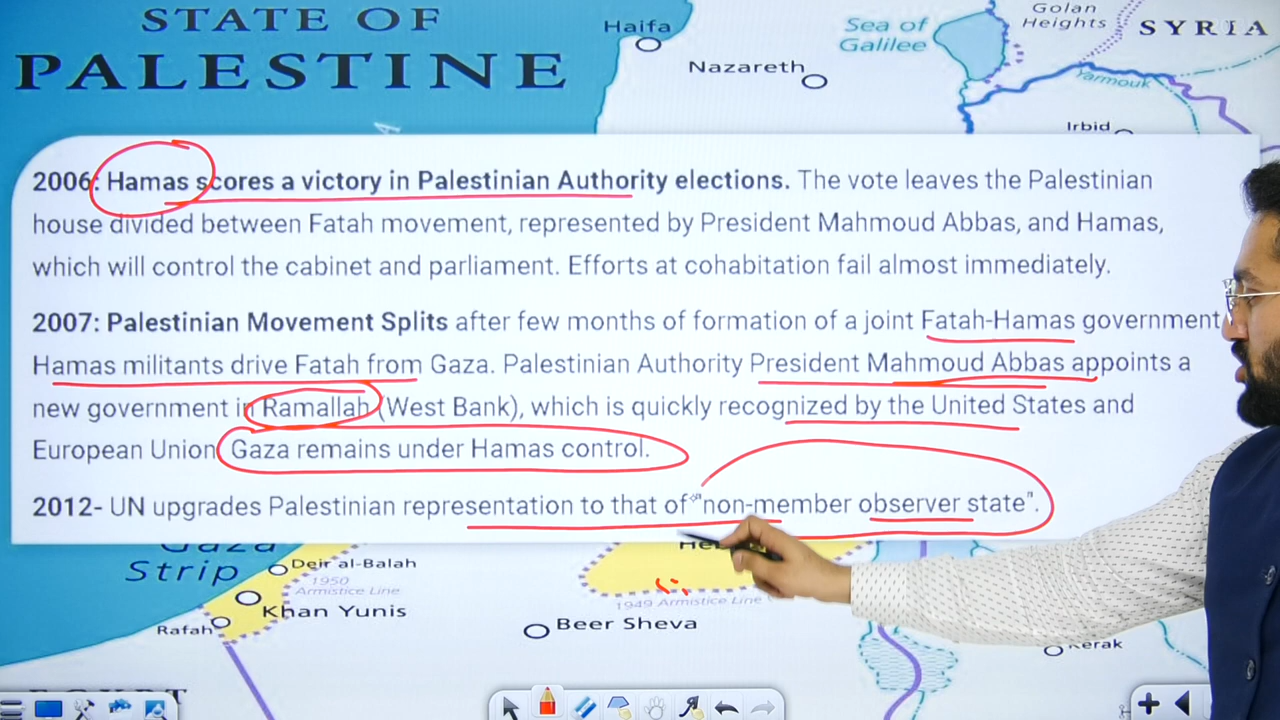 STATE OF
PALESTINE
Haifa
Nazareth
Sea of
Galilee
Golan
Heights
SYRIA
Yarmouk
Irbid
2006: Hamas scores a victory in Palestinian Authority elections. The vote leaves the Palestinian
house divided between Fatah movement, represented by President Mahmoud Abbas, and Hamas,
which will control the cabinet and parliament. Efforts at cohabitation fail almost immediately.
2007: Palestinian Movement Splits after few months of formation of a joint Fatah-Hamas government
Hamas militants drive Fatah from Gaza. Palestinian Authority President Mahmoud Abbas appoints a
new government in Ramallah (West Bank), which is quickly recognized by the United States and
European Union Gaza remains under Hamas control.
2012- UN upgrades Palestinian representation to that of "non-member observer state".
Gaza
Strip
Deir al-Balah
1950
Armistice Line
Khan Yunis
Rafah
1949 Armistice Line
Beer Sheva